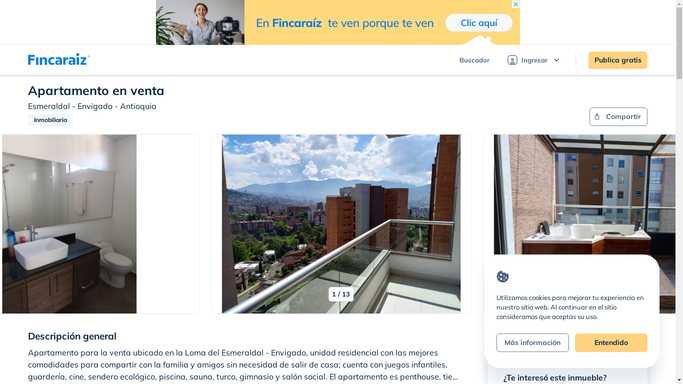 En Fincaraíz te ven porque te ven
Clic aquí
Fincaraiz
Buscador
Ingresar
Publica gratis
Apartamento en venta
Esmeraldal - Envigado - Antioquia
Inmobiliaria
Compartir
1 / 13
Utilizamos cookies para mejorar tu experiencia en
nuestro sitio web. Al continuar en el sitio
consideramos que aceptas su uso.
Más información
Entendido
Descripción general
Apartamento para la venta ubicado en la Loma del Esmeraldal - Envigado, unidad residencial con las mejores
comodidades para compartir con la familia y amigos sin necesidad de salir de casa; cuenta con juegos infantiles,
guardería, cine, sendero ecológico, piscina, sauna, turco, gimnasio y salón social. El apartamento es penthouse, tie...
¿Te interesó este inmueble?